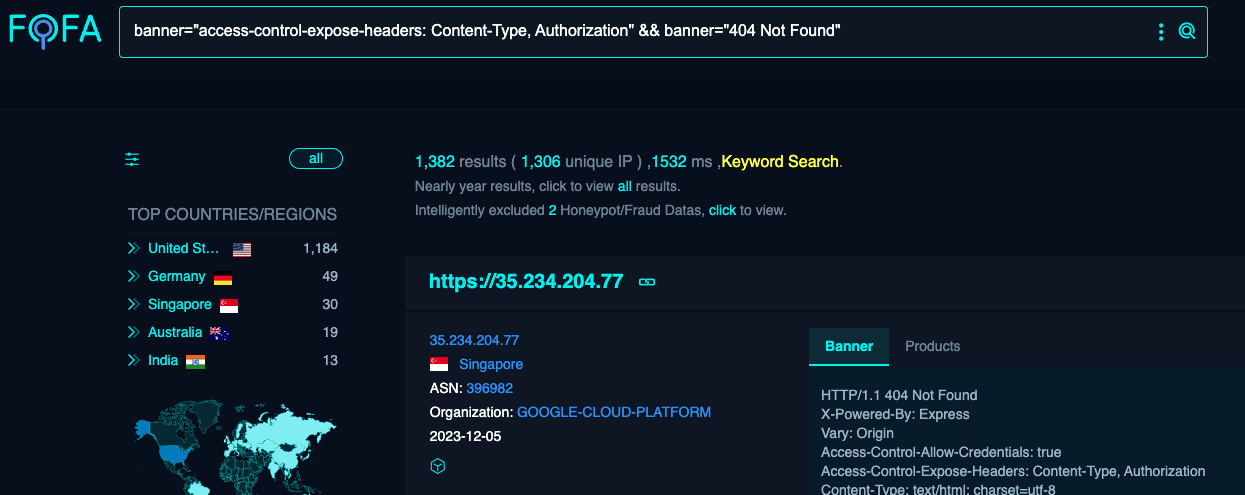 FOFA
banner="access-control-expose-headers: Content-Type, Authorization" && banner="404 Not Found"
all
1,382 results ( 1,306 unique IP ) ,1532 ms ,Keyword Search.
Nearly year results, click to view all results.
Intelligently excluded 2 Honeypot/Fraud Datas, click to view.
TOP COUNTRIES/REGIONS
United St... 1,184
Germany 49
Singapore 30
Australia 19
India 13
https://35.234.204.77
35.234.204.77
Singapore
ASN: 396982
Organization: GOOGLE-CLOUD-PLATFORM
2023-12-05
Banner Products
HTTP/1.1 404 Not Found
X-Powered-By: Express
Vary: Origin
Access-Control-Allow-Credentials: true
Access-Control-Expose-Headers: Content-Type, Authorization
Content-Type: text/html; charset=utf-8